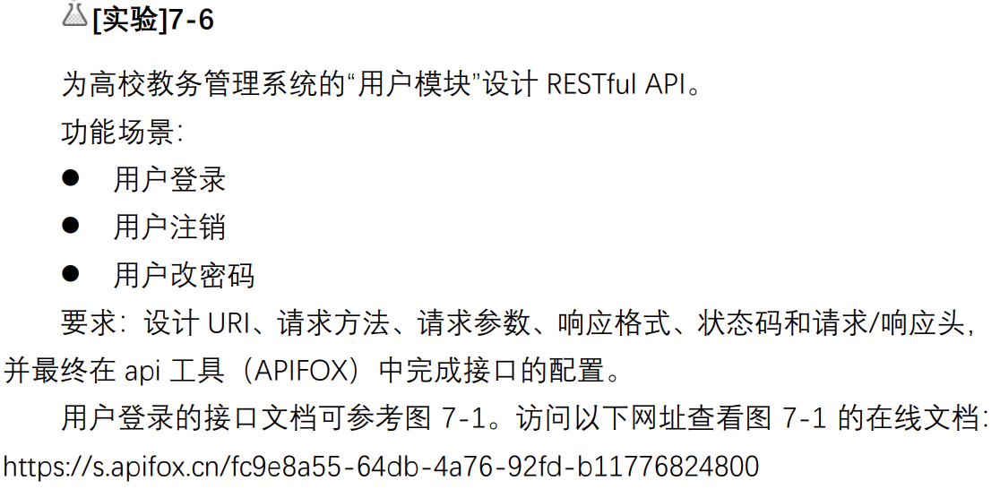 [实验]7-6
为高校教务管理系统的“用户模块”设计 RESTful API。
功能场景：
● 用户登录
● 用户注销
● 用户改密码
要求：设计 URI、请求方法、请求参数、响应格式、状态码和请求/响应头，
并最终在 api 工具（APIFOX）中完成接口的配置。
用户登录的接口文档可参考图 7-1。访问以下网址查看图 7-1 的在线文档：
https://s.apifox.cn/fc9e8a55-64db-4a76-92fd-b11776824800